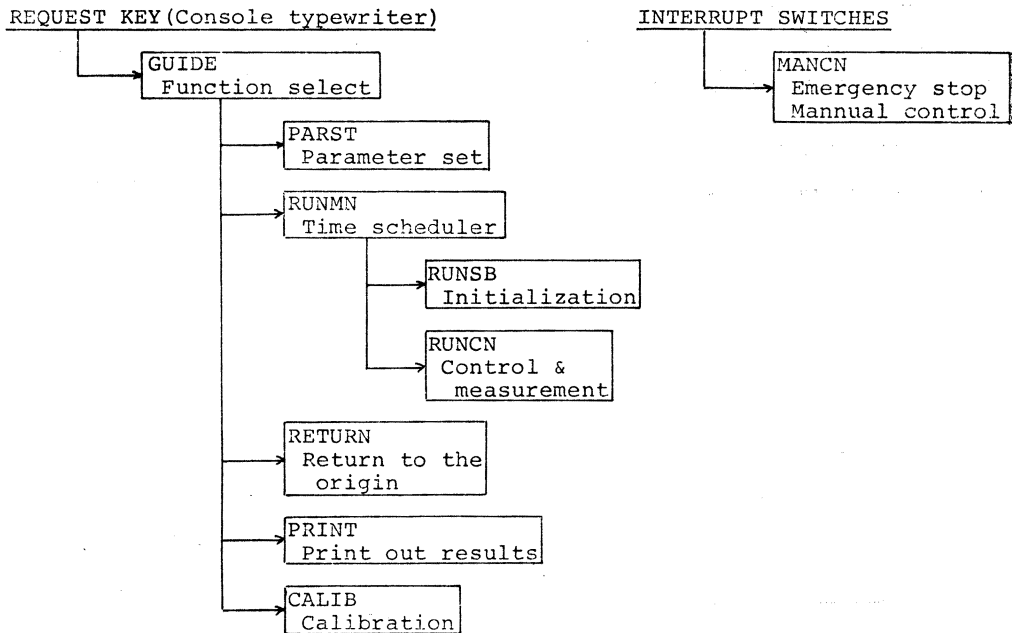 REQUEST KEY(Console typewriter)
GUIDE
Function select
PARST
Parameter set
RUNMN
Time scheduler
RUNSB
Initialization
RUNCN
Control &
measurement
RETURN
Return to the
origin
PRINT
Print out results
CALIB
Calibration
INTERRUPT SWITCHES
MANCN
Emergency stop
Mannual control